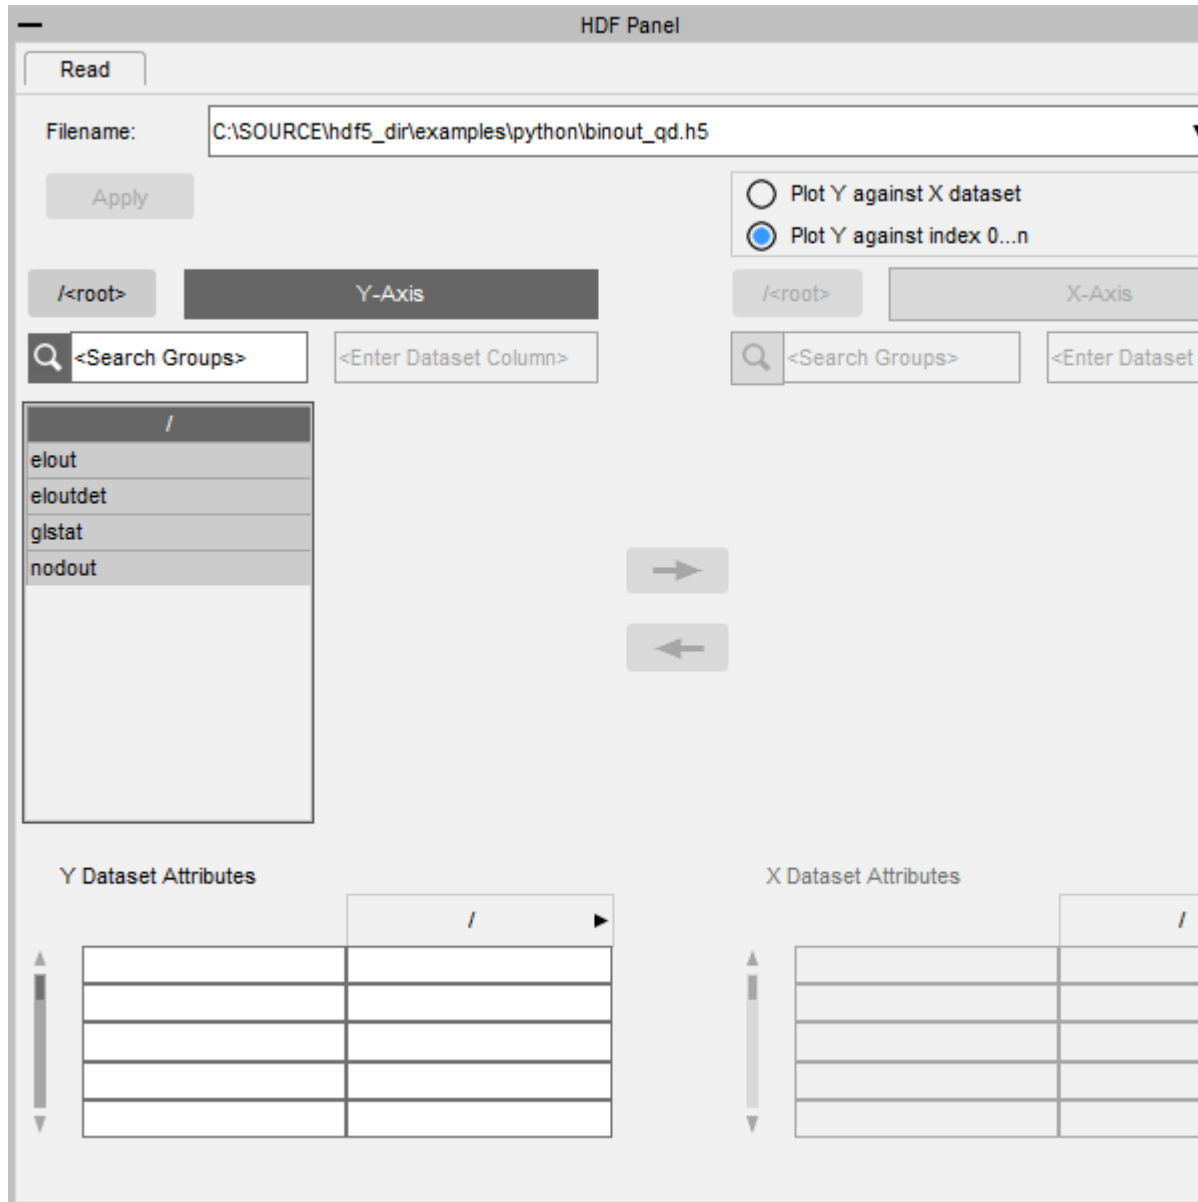 HDF Panel
Read
Filename: C:\SOURCE\hdf5_dir\examples\python\binout_qd.h5
Apply
Plot Y against X dataset
Plot Y against index 0...n
/<root> Y-Axis /<root> X-Axis
<Search Groups> <Enter Dataset Column> <Search Groups> <Enter Dataset
/
elout
eloutdet
glstat
nodout
Y Dataset Attributes X Dataset Attributes
/ /